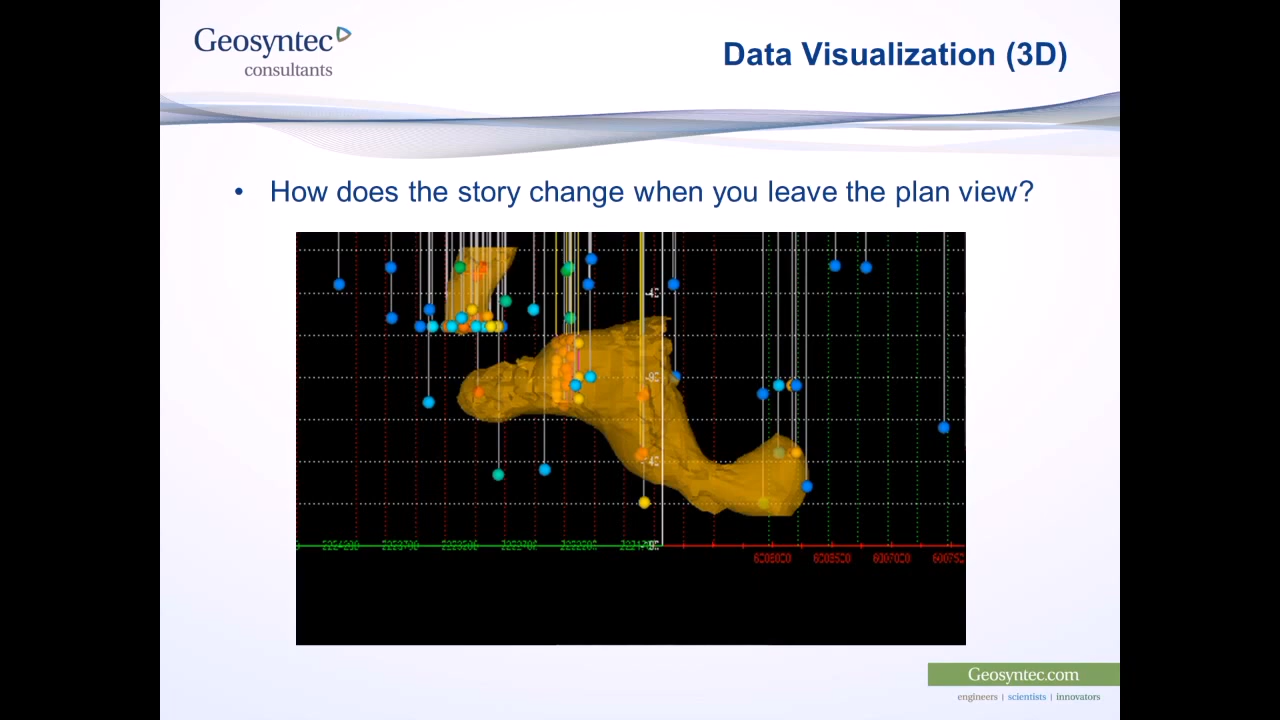 Geosyntec
consultants
Data Visualization (3D)
• How does the story change when you leave the plan view?
Geosyntec.com
engineers | scientists | innovators